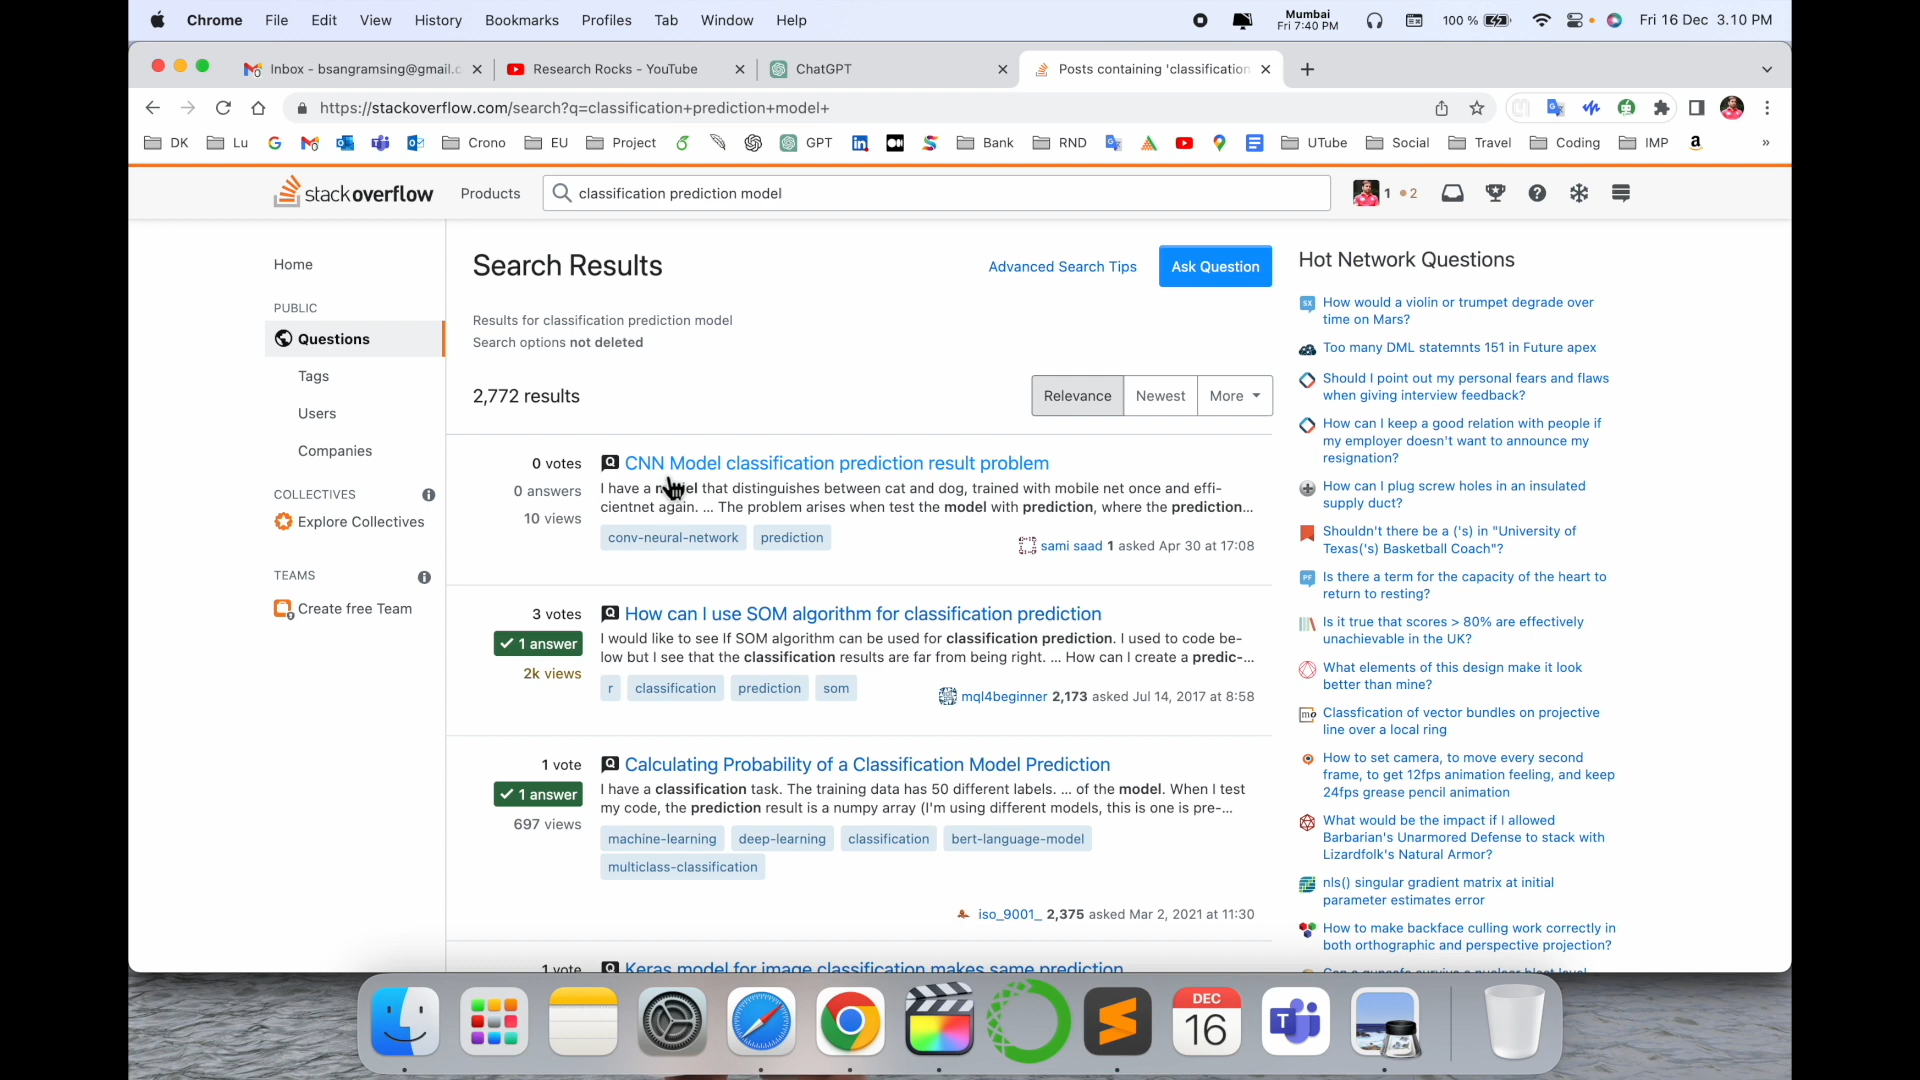 Chrome File Edit View History Bookmarks Profiles Tab Window Help
Mumbai
Fri 7:40 PM
100 %
Fri 16 Dec 3.10 PM
Inbox - bsangramsing@gmail.c
Research Rocks - YouTube
ChatGPT
Posts containing 'classification
https://stackoverflow.com/search?q=classification+prediction+model+
DK Lu Crono EU Project GPT Bank RND UTube Social Travel Coding IMP »
stackoverflow
Products
classification prediction model
1 2
Home
PUBLIC
Questions
Tags
Users
Companies
COLLECTIVES
Explore Collectives
TEAMS
Create free Team
Search Results
Advanced Search Tips
Ask Question
Results for classification prediction model
Search options not deleted
2,772 results
Relevance Newest More
0 votes
0 answers
10 views
CNN Model classification prediction result problem
I have a that distinguishes between cat and dog, trained with mobile net once and effi-
cientnet again. ... The problem arises when test the model with prediction, where the prediction...
conv-neural-network prediction
sami saad 1 asked Apr 30 at 17:08
3 votes
1 answer
2k views
How can I use SOM algorithm for classification prediction
I would like to see If SOM algorithm can be used for classification prediction. I used to code be-
low but I see that the classification results are far from being right. ... How can I create a predic-...
r classification prediction som
mql4beginner 2,173 asked Jul 14, 2017 at 8:58
1 vote
1 answer
697 views
Calculating Probability of a Classification Model Prediction
I have a classification task. The training data has 50 different labels. ... of the model. When I test
my code, the prediction result is a numpy array (I'm using different models, this is one is pre-...
machine-learning deep-learning classification bert-language-model
multiclass-classification
iso_9001_ 2,375 asked Mar 2, 2021 at 11:30
1 vote
Keras model for image classification makes same prediction
Hot Network Questions
How would a violin or trumpet degrade over
time on Mars?
Too many DML statemnts 151 in Future apex
Should I point out my personal fears and flaws
when giving interview feedback?
How can I keep a good relation with people if
my employer doesn't want to announce my
resignation?
How can I plug screw holes in an insulated
supply duct?
Shouldn't there be a ('s) in "University of
Texas('s) Basketball Coach"?
Is there a term for the capacity of the heart to
return to resting?
Is it true that scores > 80% are effectively
unachievable in the UK?
What elements of this design make it look
better than mine?
Classfication of vector bundles on projective
line over a local ring
How to set camera, to move every second
frame, to get 12fps animation feeling, and keep
24fps grease pencil animation
What would be the impact if I allowed
Barbarian's Unarmored Defense to stack with
Lizardfolk's Natural Armor?
nls() singular gradient matrix at initial
parameter estimates error
How to make backface culling work correctly in
both orthographic and perspective projection?
DEC
16